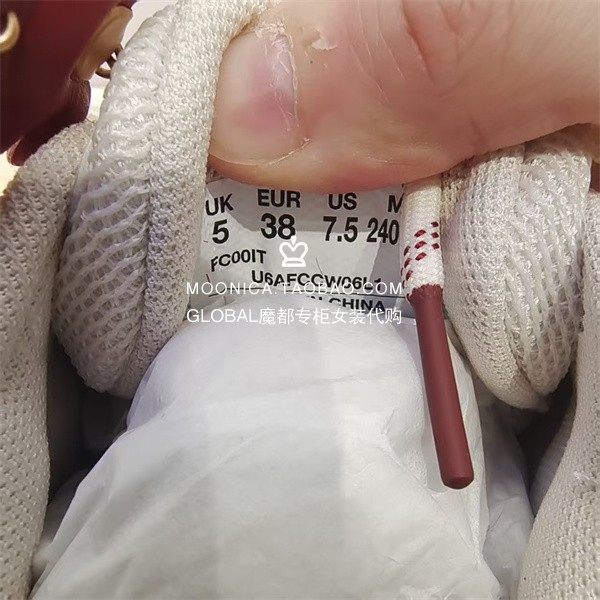 UK EUR US M
5 38 7.5 240
FC00IT
MOONICA.TAOBAO.COM
CHINA
GLOBAL魔都专柜女装代购